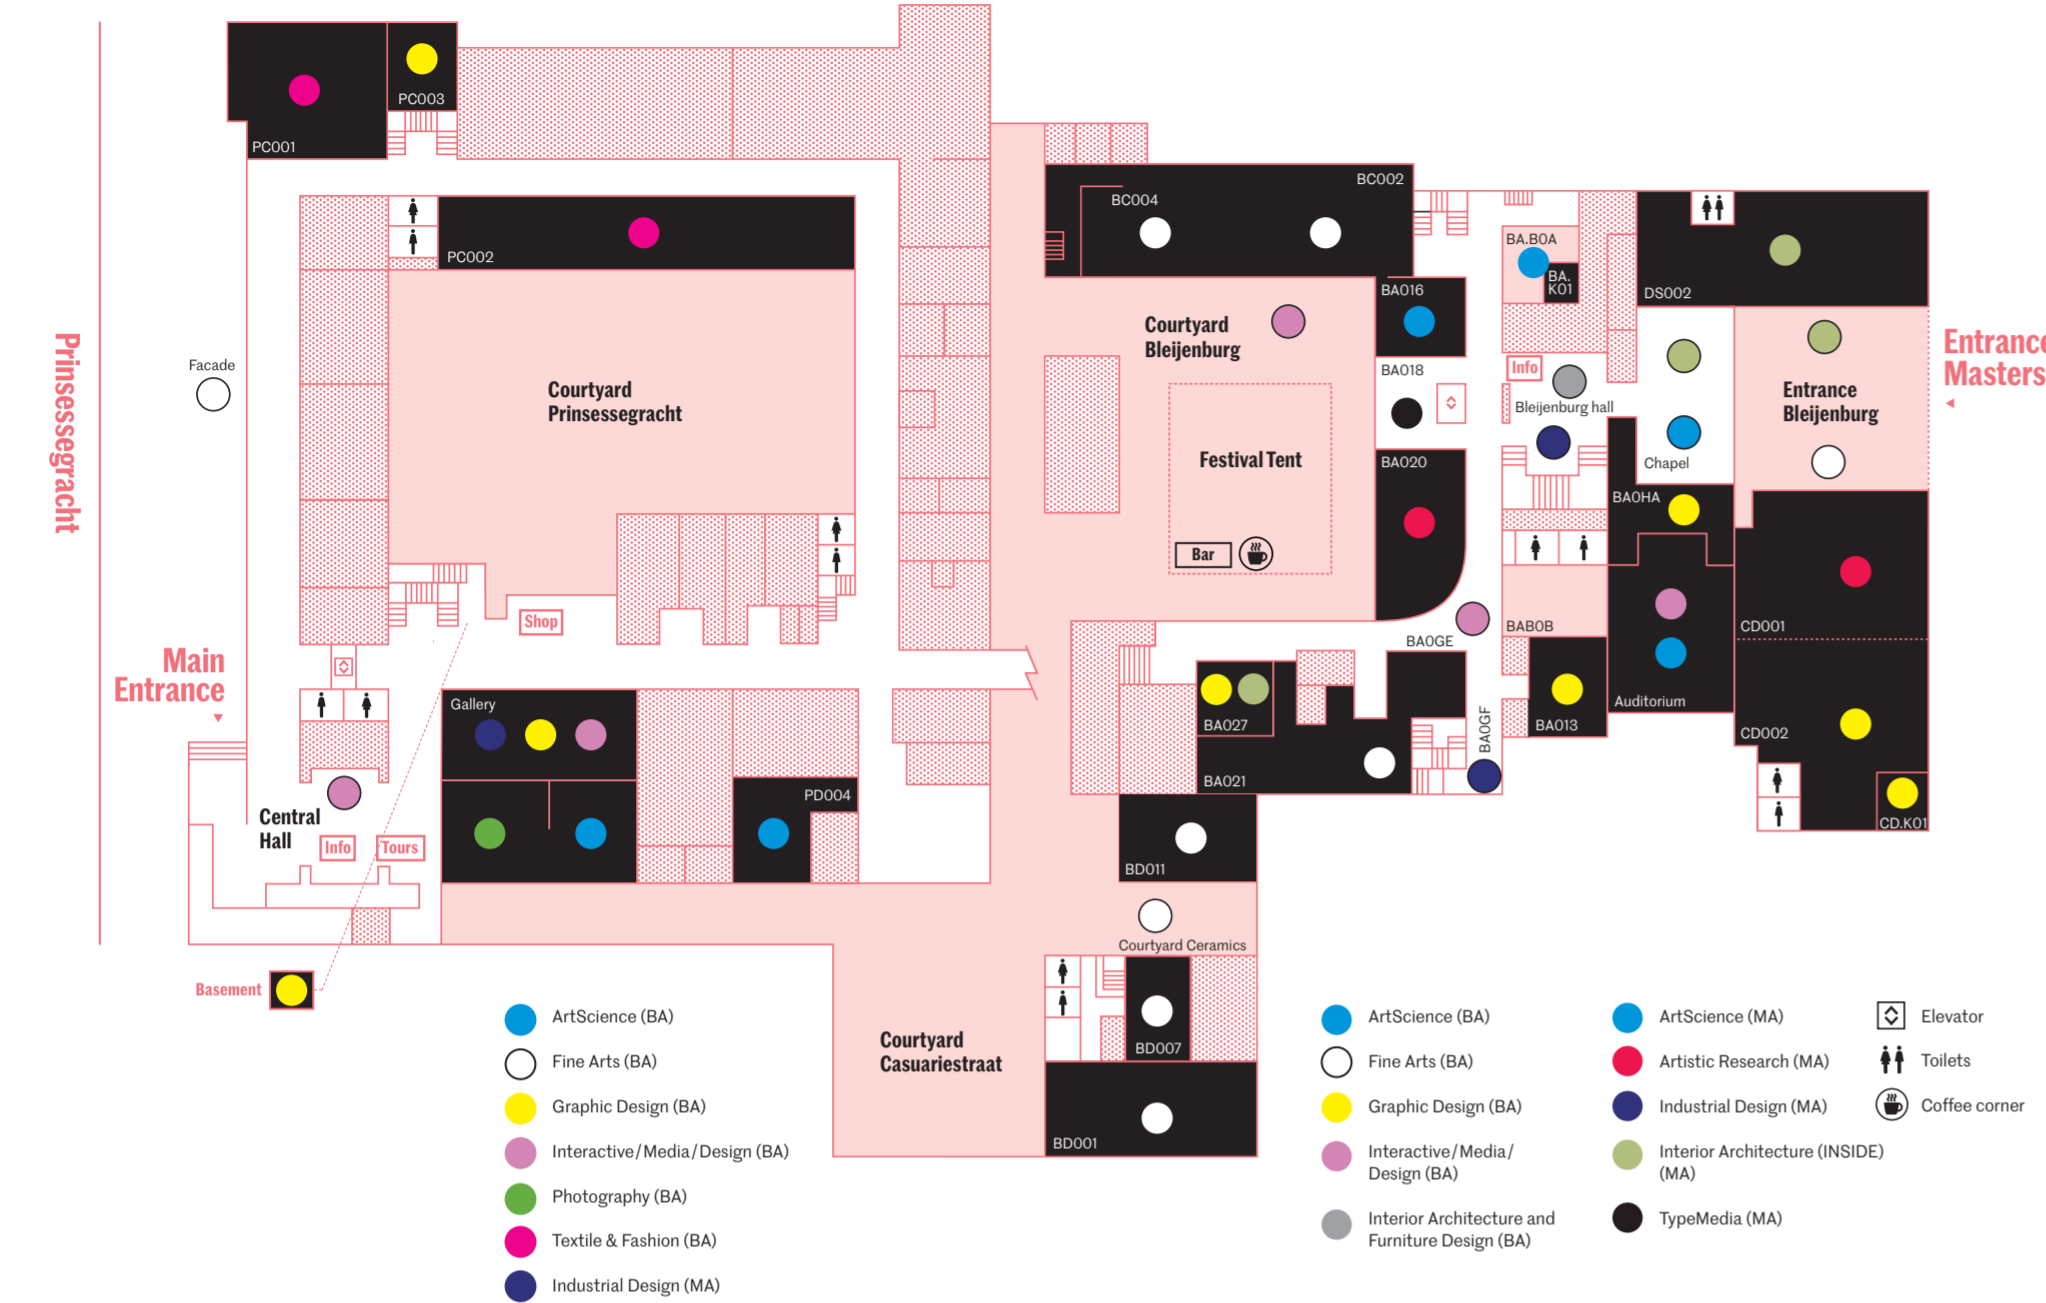 PC003
PC001
BC002
BC004
PC002
BA.B0A
BA.
K01
DS002
BA016
Prinsessegracht
Facade
Courtyard
Prinsessegracht
Courtyard
Bleijenburg
BA018
Info
Bleijenburg hall
Entrance
Bleijenburg
Entrance
Masters
Festival Tent
BA020
Chapel
BA0HA
Bar
Shop
BAB0B
CD001
BA0GE
Main
Entrance
Gallery
BA027
BA0GF
BA013
Auditorium
CD002
BA021
PD004
Central
Hall
Info
Tours
CD.K01
BD011
Courtyard Ceramics
Basement
Courtyard
Casuariestraat
BD007
BD001
ArtScience (BA)
Fine Arts (BA)
Graphic Design (BA)
Interactive/Media/Design (BA)
Photography (BA)
Textile & Fashion (BA)
Industrial Design (MA)
ArtScience (BA)
Fine Arts (BA)
Graphic Design (BA)
Interactive/Media/
Design (BA)
Interior Architecture and
Furniture Design (BA)
ArtScience (MA)
Artistic Research (MA)
Industrial Design (MA)
Interior Architecture (INSIDE)
(MA)
TypeMedia (MA)
Elevator
Toilets
Coffee corner